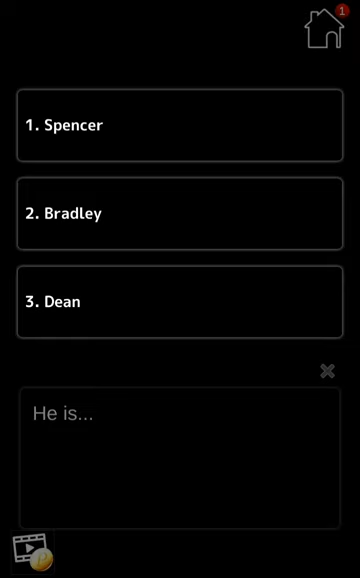 1
1. Spencer
2. Bradley
3. Dean
He is...
P